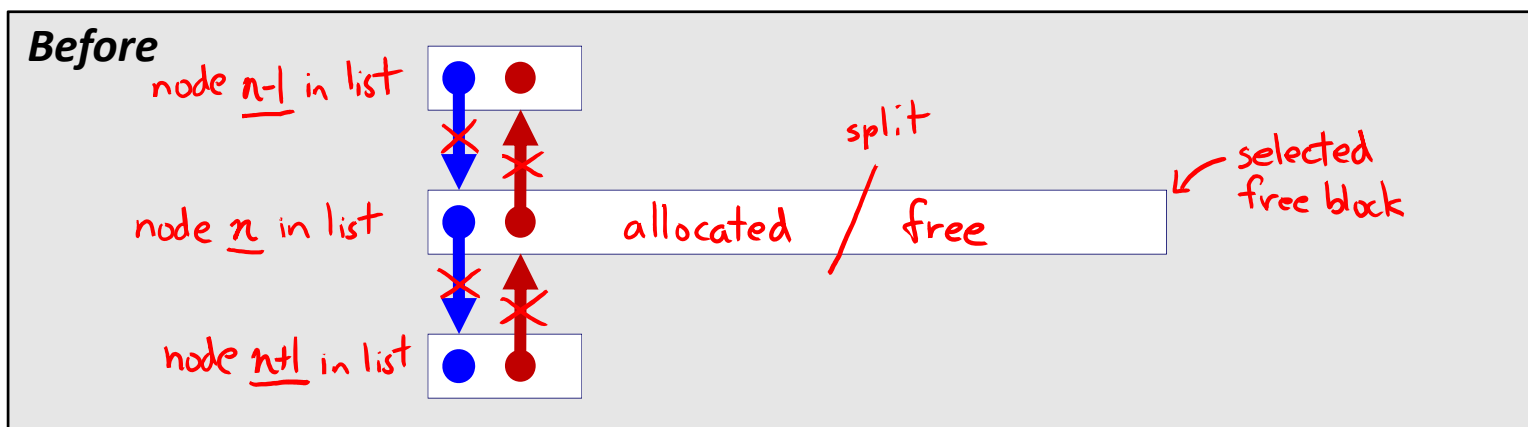 Before
node n-1 in list
split
selected
free block
node n in list
allocated
free
node n+1 in list